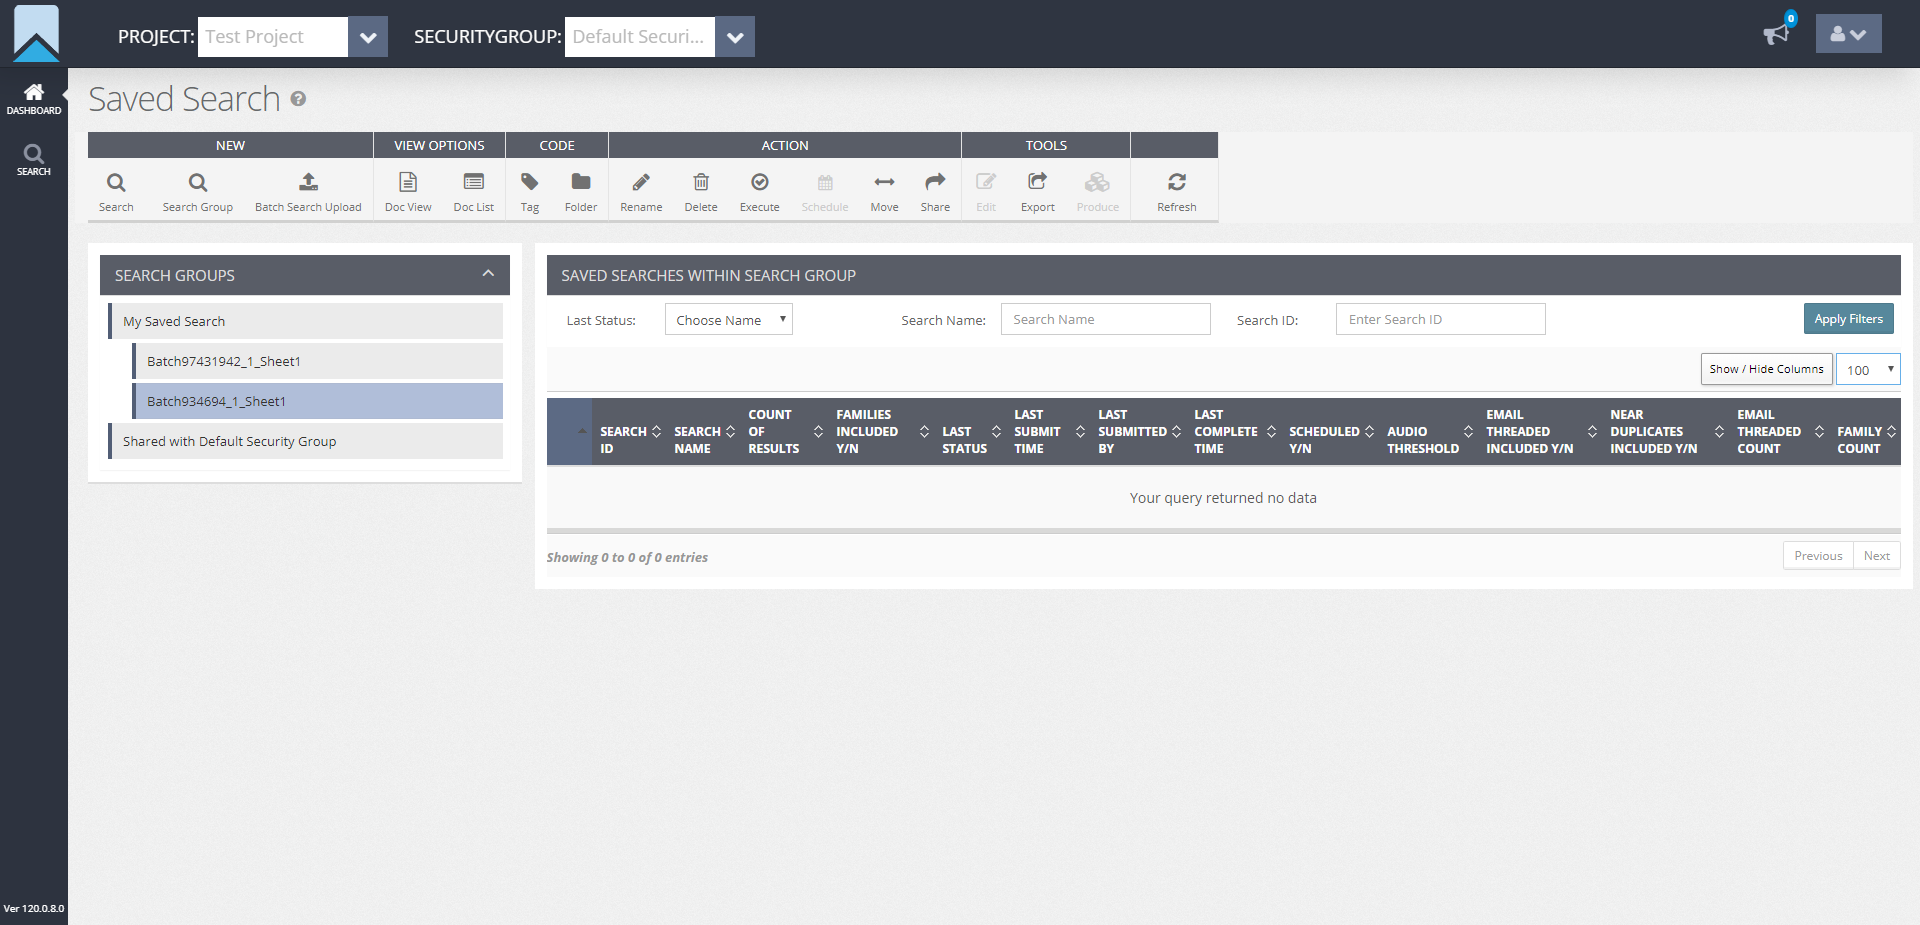 PROJECT: Test Project SECURITYGROUP: Default Securi... 0
DASHBOARD
SEARCH
Saved Search
NEW VIEW OPTIONS CODE ACTION TOOLS
Search Search Group Batch Search Upload Doc View Doc List Tag Folder Rename Delete Execute Schedule Move Share Edit Export Produce Refresh
SEARCH GROUPS
My Saved Search
Batch97431942_1_Sheet1
Batch934694_1_Sheet1
Shared with Default Security Group
SAVED SEARCHES WITHIN SEARCH GROUP
Last Status: Choose Name Search Name: Search Name Search ID: Enter Search ID Apply Filters
Show / Hide Columns 100
SEARCH ID
SEARCH NAME
COUNT OF RESULTS
FAMILIES INCLUDED Y/N
LAST STATUS
LAST SUBMIT TIME
LAST SUBMITTED BY
LAST COMPLETE TIME
SCHEDULED Y/N
AUDIO THRESHOLD
EMAIL THREADED INCLUDED Y/N
NEAR DUPLICATES INCLUDED Y/N
EMAIL THREADED COUNT
FAMILY COUNT
Your query returned no data
Showing 0 to 0 of 0 entries
Previous Next
Ver 120.0.8.0